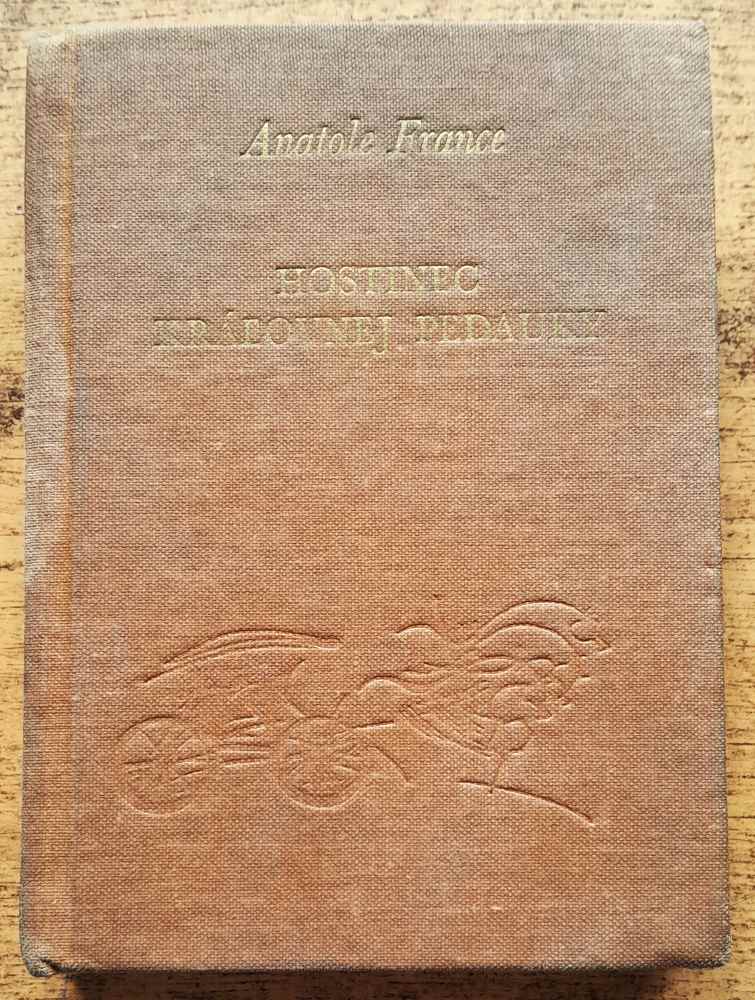 Anatole France
HOSTINEC
KRÁĽOVNEJ PEDAUKY